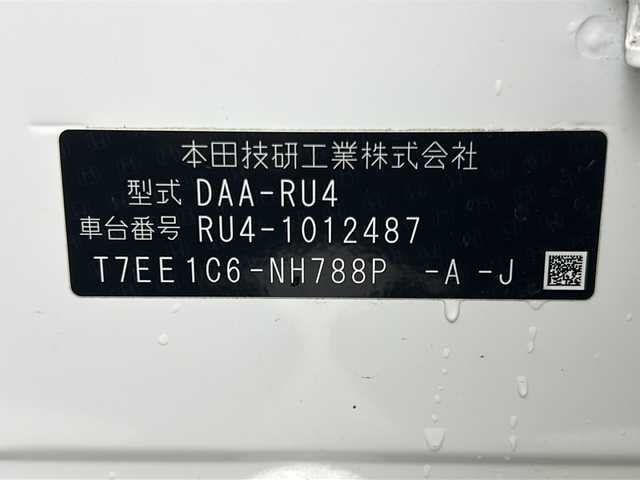 本田技研工業株式会社
型式 DAA-RU4
車台番号 RU4-1012487
T7EE1C6-NH788P -A -J